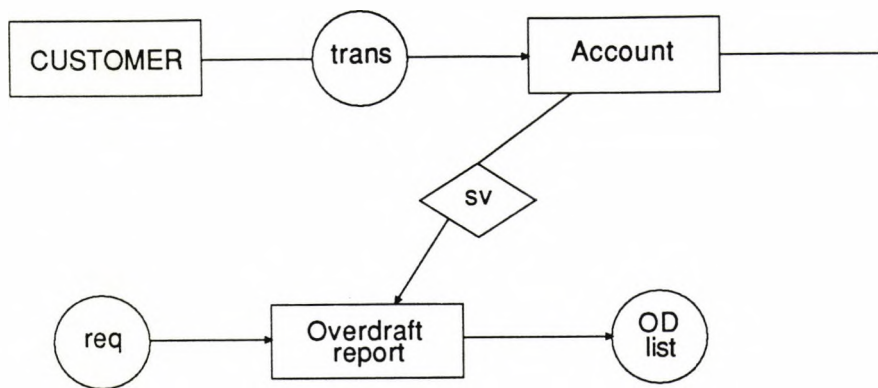 CUSTOMER
trans
Account
sv
req
Overdraft
report
OD
list